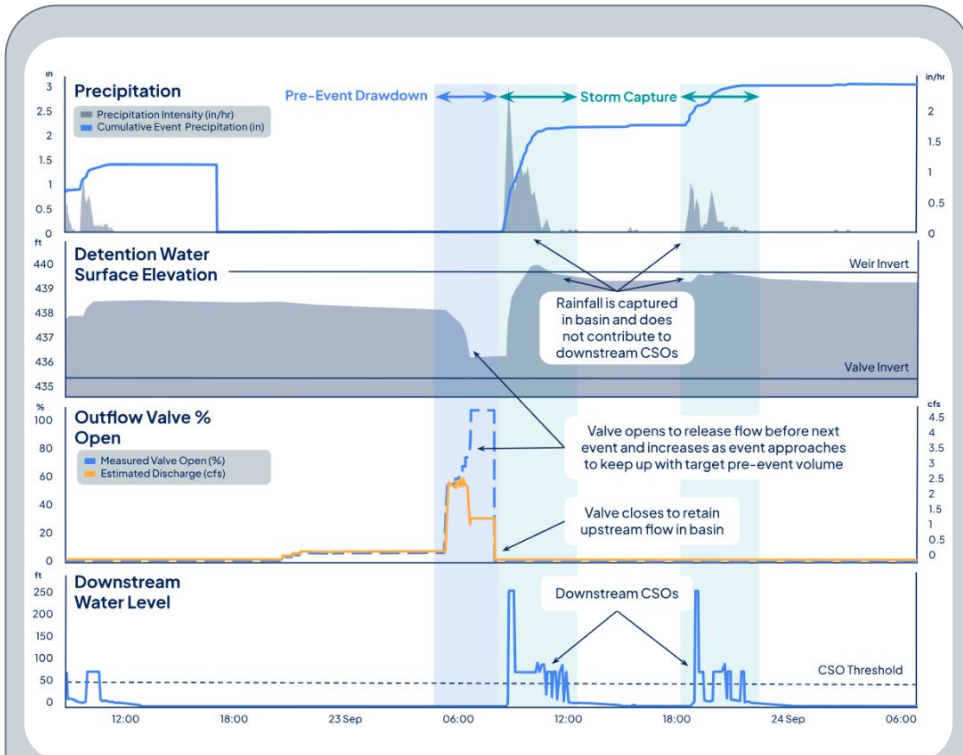 in
in/hr
3
2.5
2
1.5
1
0.5
0
Precipitation
Precipitation Intensity (in/hr)
Cumulative Event Precipitation (in)
Pre-Event Drawdown
Storm Capture
2
1
1
0
0
ft
440
439
438
437
436
435
Detention Water
Surface Elevation
Weir Invert
Rainfall is captured
in basin and does
not contribute to
downstream CSOs
Valve Invert
%
100
80
60
40
20
0
Outflow Valve %
Open
Measured Valve Open (%)
Estimated Discharge (cfs)
Valve opens to release flow before next
event and increases as event approaches
to keep up with target pre-event volume
Valve closes to retain
upstream flow in basin
cfs
4.5
4
3.5
3
2.5
2
1
0.5
0
ft
250
200
150
100
50
0
Downstream
Water Level
Downstream CSOs
CSO Threshold
12:00
18:00
23 Sep
06:00
12:00
18:00
24 Sep
06:00